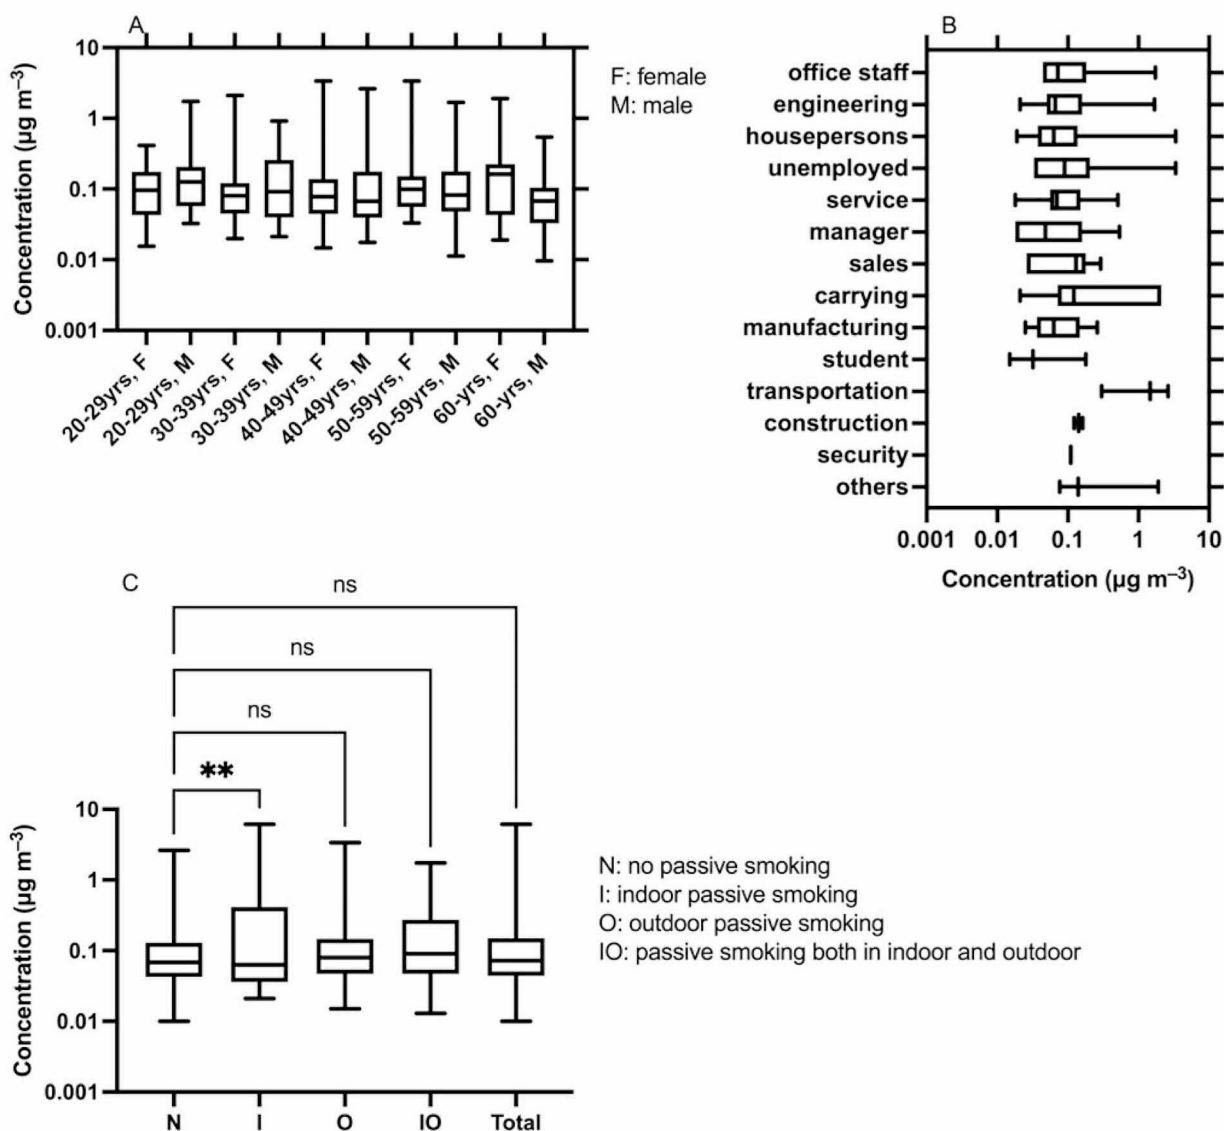 A
Concentration (µg m⁻³)
10
1
0.1
0.01
0.001
20-29yrs, F
20-29yrs, M
30-39yrs, F
30-39yrs, M
40-49yrs, F
40-49yrs, M
50-59yrs, F
50-59yrs, M
60-yrs, F
60-yrs, M
F: female
M: male
B
office staff
engineering
housepersons
unemployed
service
manager
sales
carrying
manufacturing
student
transportation
construction
security
others
0.001 0.01 0.1 1 10
Concentration (µg m⁻³)
C
ns
ns
ns
**
Concentration (µg m⁻³)
10
1
0.1
0.01
0.001
N I O IO Total
N: no passive smoking
I: indoor passive smoking
O: outdoor passive smoking
IO: passive smoking both in indoor and outdoor